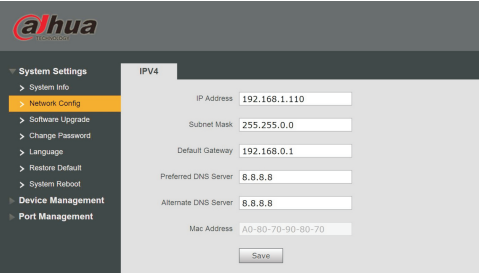 alhua
TECHNOLOGY
System Settings
System Info
Network Config
Software Upgrade
Change Password
Language
Restore Default
System Reboot
Device Management
Port Management
IPV4
IP Address 192.168.1.110
Subnet Mask 255.255.0.0
Default Gateway 192.168.0.1
Preferred DNS Server 8.8.8.8
Alternate DNS Server 8.8.8.8
Mac Address A0-80-70-90-80-70
Save